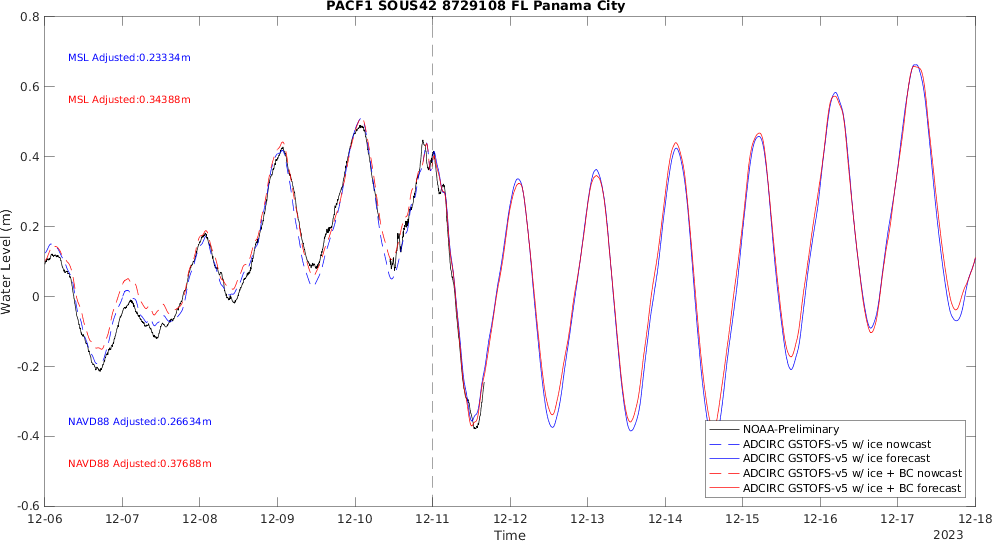 PACF1 SOUS42 8729108 FL Panama City
0.8
0.6
0.4
0.2
0
-0.2
-0.4
-0.6
Water Level (m)
MSL Adjusted:0.23334m
MSL Adjusted:0.34388m
NAVD88 Adjusted:0.26634m
NAVD88 Adjusted:0.37688m
NOAA-Preliminary
ADCIRC GSTOFS-v5 w/ ice nowcast
ADCIRC GSTOFS-v5 w/ ice forecast
ADCIRC GSTOFS-v5 w/ ice + BC nowcast
ADCIRC GSTOFS-v5 w/ ice + BC forecast
12-06 12-07 12-08 12-09 12-10 12-11 12-12 12-13 12-14 12-15 12-16 12-17 12-18
Time
2023